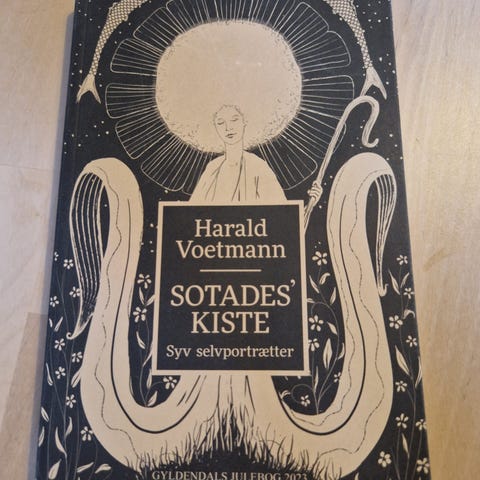 Harald
Voetmann
SOTADES'
KISTE
Syv selvportrætter
GYLDENDALS JULEBOG 2023